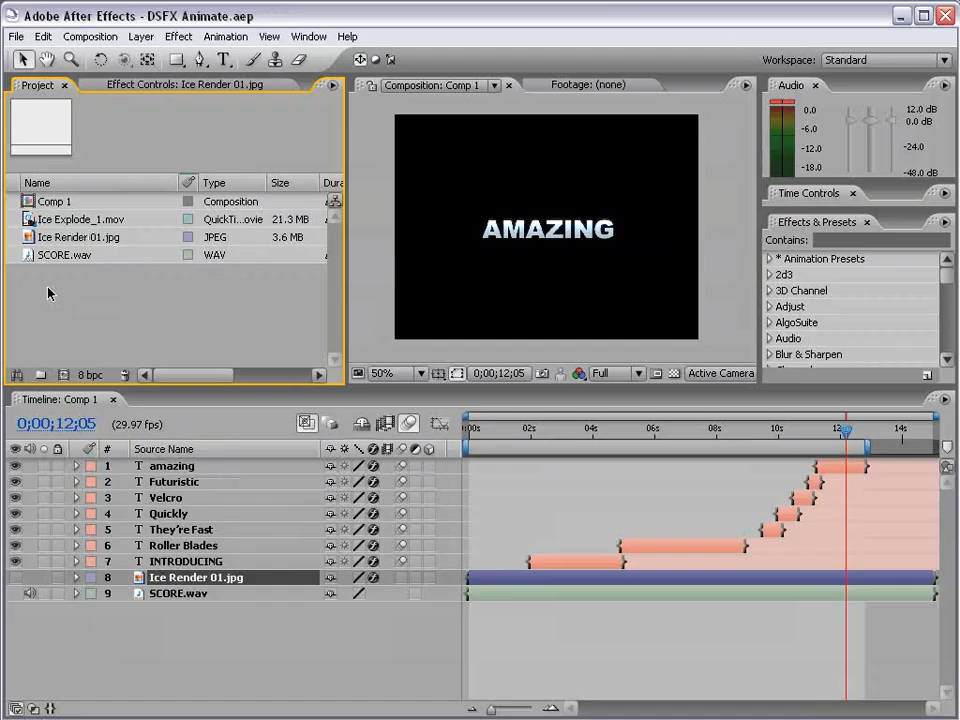 Adobe After Effects - DSFX Animate.aep
File Edit Composition Layer Effect Animation View Window Help
Workspace: Standard
Project × Effect Controls: Ice Render 01.jpg
Composition: Comp 1 × Footage: (none)
Audio ×
0.0
-6.0
-12.0
-18.0
12.0 dB
0.0 dB
-24.0
-48.0 dB
Name Type Size Dura
Comp 1 Composition
Ice Explode_1.mov QuickTi...ovie 21.3 MB
Ice Render 01.jpg JPEG 3.6 MB
SCORE.wav WAV
8 bpc
AMAZING
50% 0;00;12;05 Full Active Camera
Time Controls ×
Effects & Presets ×
Contains:
* Animation Presets
2d3
3D Channel
Adjust
AlgoSuite
Audio
Blur & Sharpen
Timeline: Comp 1 ×
0;00;12;05 (29.97 fps)
:00s 02s 04s 06s 08s 10s 12s 14s
# Source Name
1 T amazing
2 T Futuristic
3 T Velcro
4 T Quickly
5 T They're Fast
6 T Roller Blades
7 T INTRODUCING
8 Ice Render 01.jpg
9 SCORE.wav